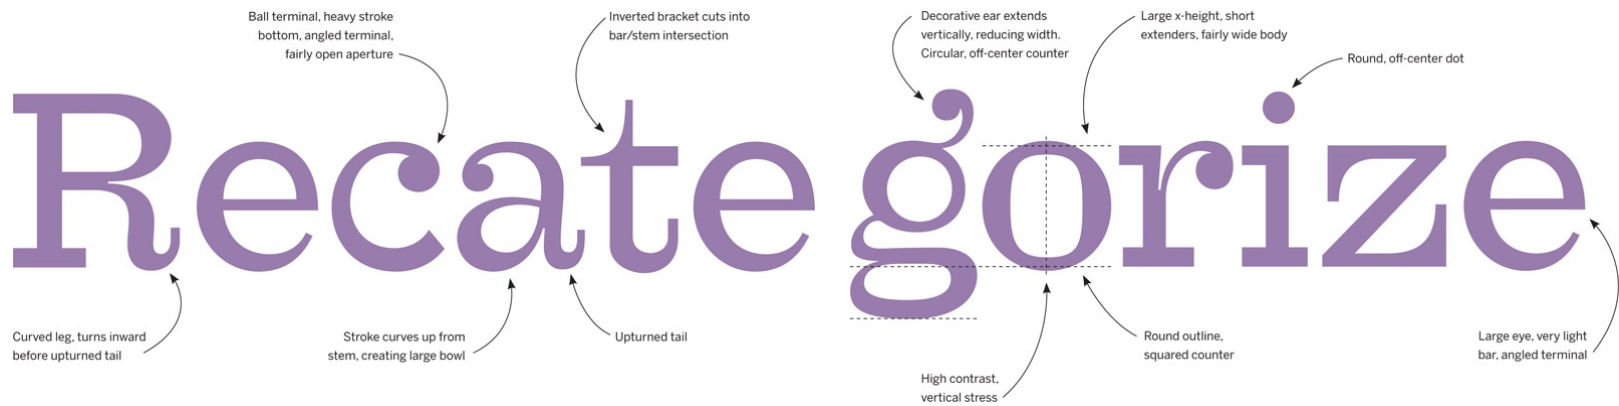 Ball terminal, heavy stroke
bottom, angled terminal,
fairly open aperture
Inverted bracket cuts into
bar/stem intersection
Decorative ear extends
vertically, reducing width.
Circular, off-center counter
Large x-height, short
extenders, fairly wide body
Round, off-center dot
Recategorize
Curved leg, turns inward
before upturned tail
Stroke curves up from
stem, creating large bowl
Upturned tail
High contrast,
vertical stress
Round outline,
squared counter
Large eye, very light
bar, angled terminal